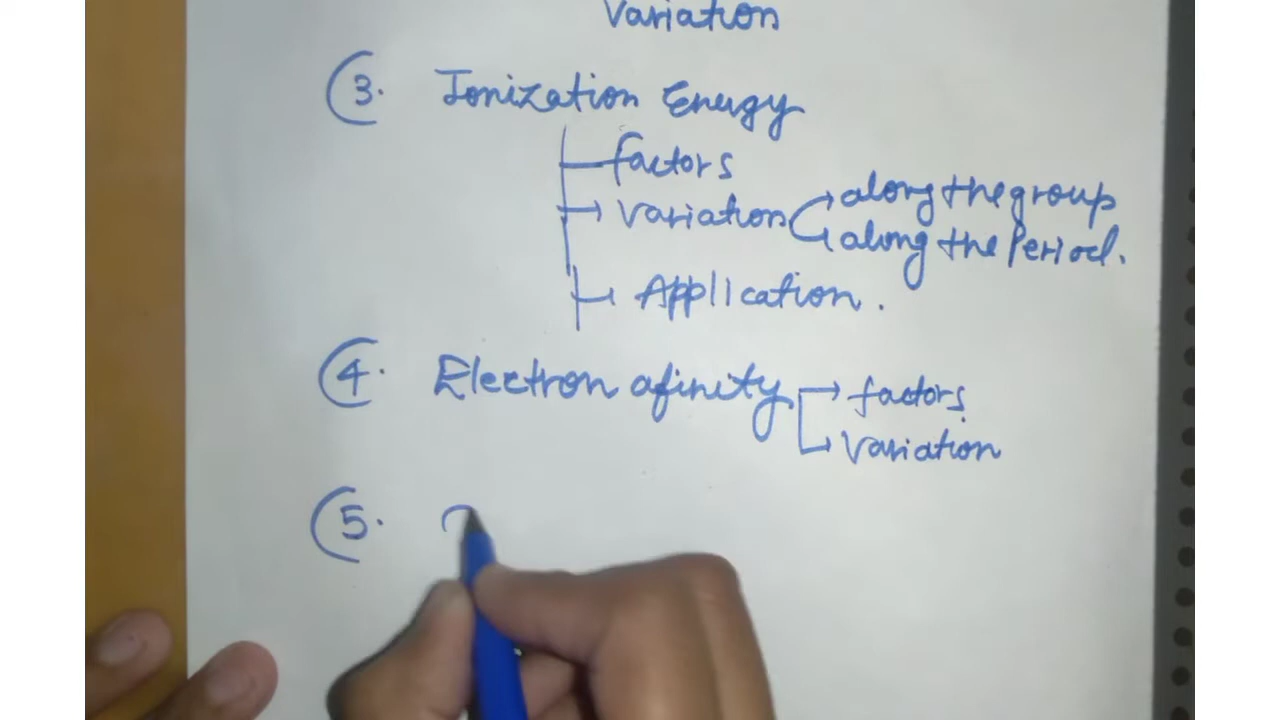 Variation
3. Ionization Energy
factors
variation along the group
along the Period.
Application.
4. Electron afinity factors
Variation
5.